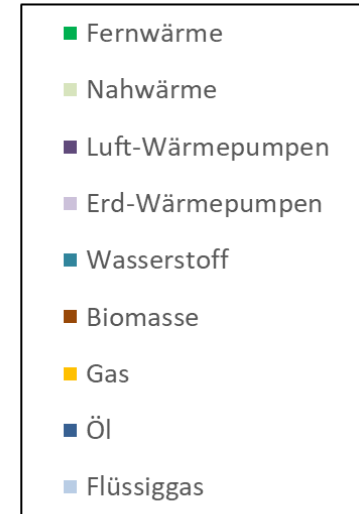 Fernwärme
Nahwärme
Luft-Wärmepumpen
Erd-Wärmepumpen
Wasserstoff
Biomasse
Gas
Öl
Flüssiggas